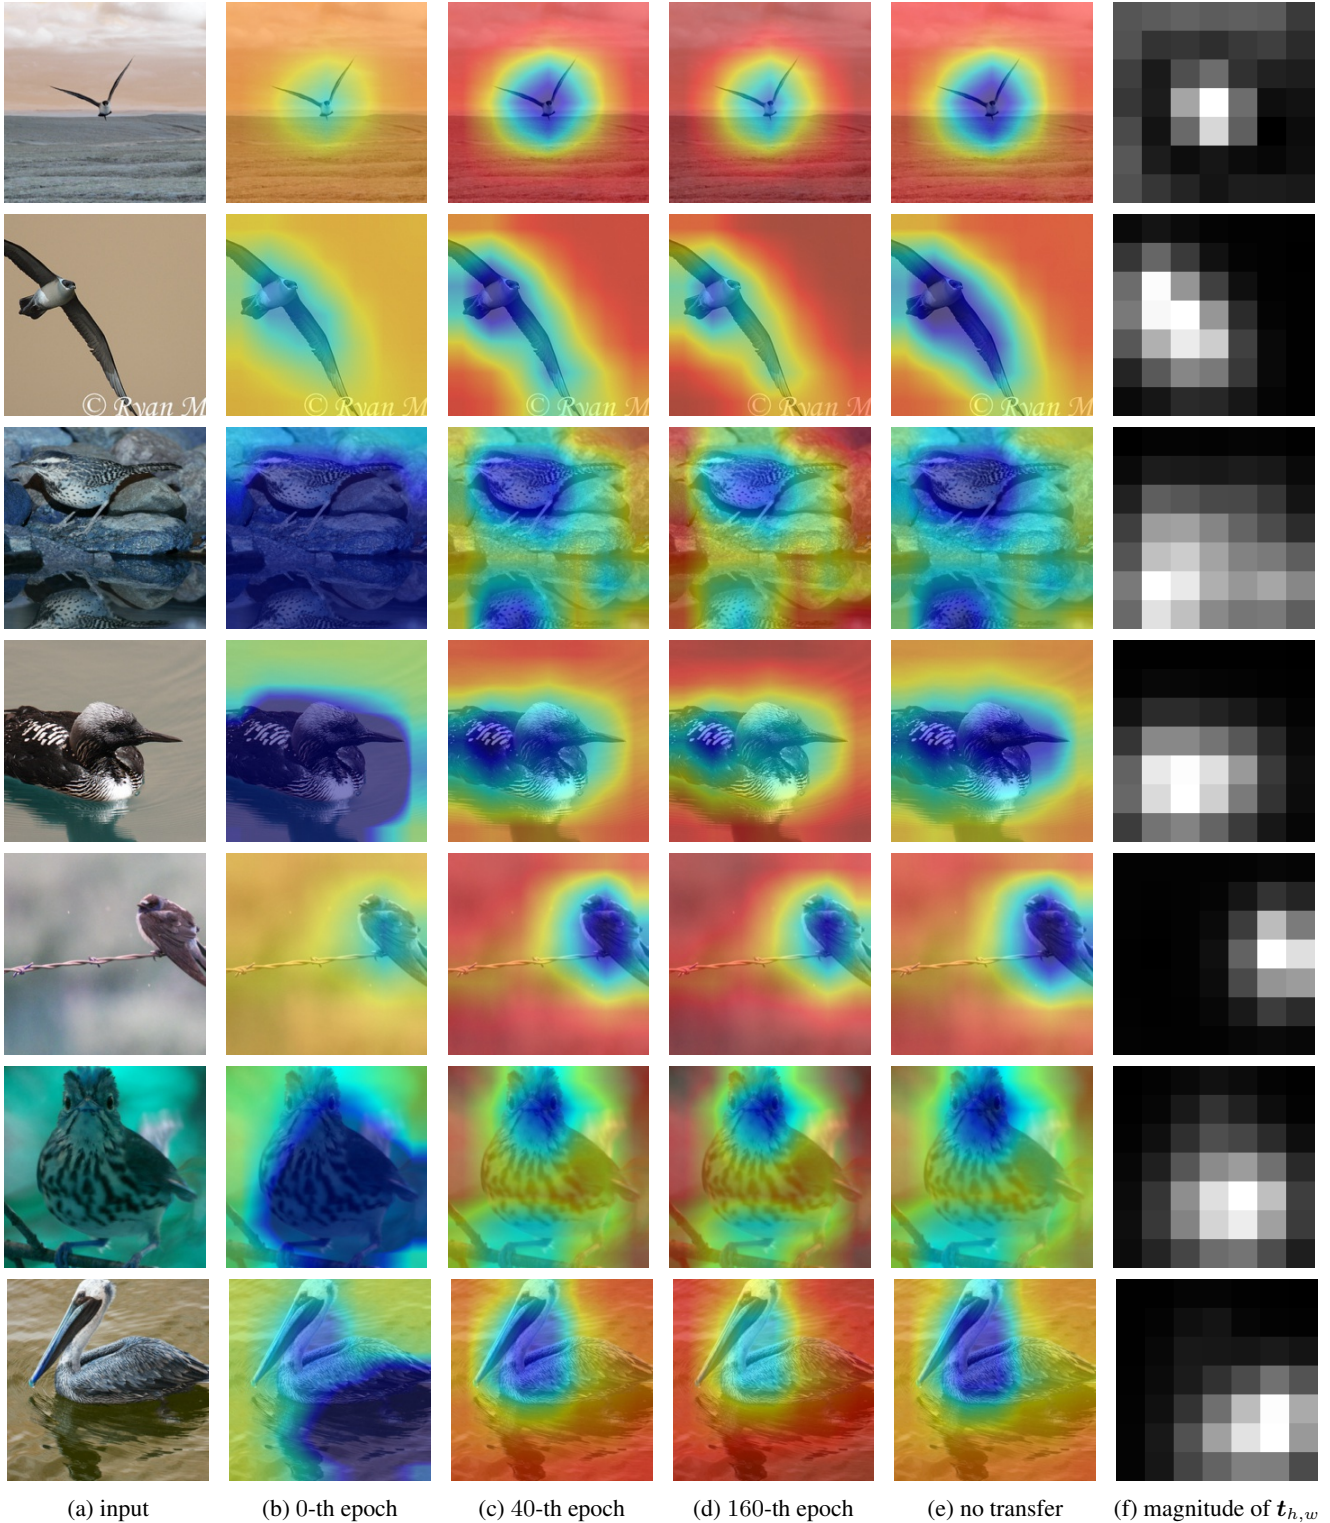 © Ryan M
© Ryan M
© Ryan M
© Ryan M
© Ryan M
(a) input
(b) 0-th epoch
(c) 40-th epoch
(d) 160-th epoch
(e) no transfer
(f) magnitude of t_{h,w}